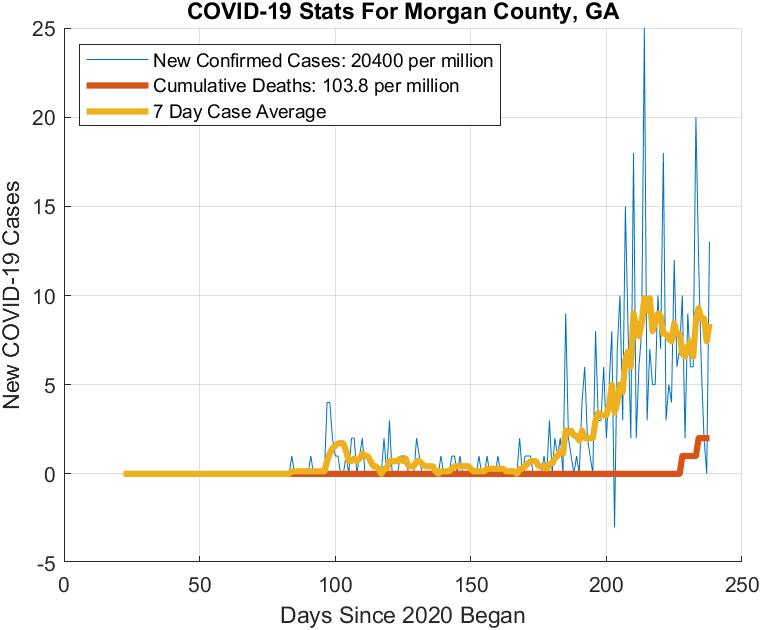 COVID-19 Stats For Morgan County, GA
New Confirmed Cases: 20400 per million
Cumulative Deaths: 103.8 per million
7 Day Case Average
25
20
15
10
5
0
-5
New COVID-19 Cases
0 50 100 150 200 250
Days Since 2020 Began